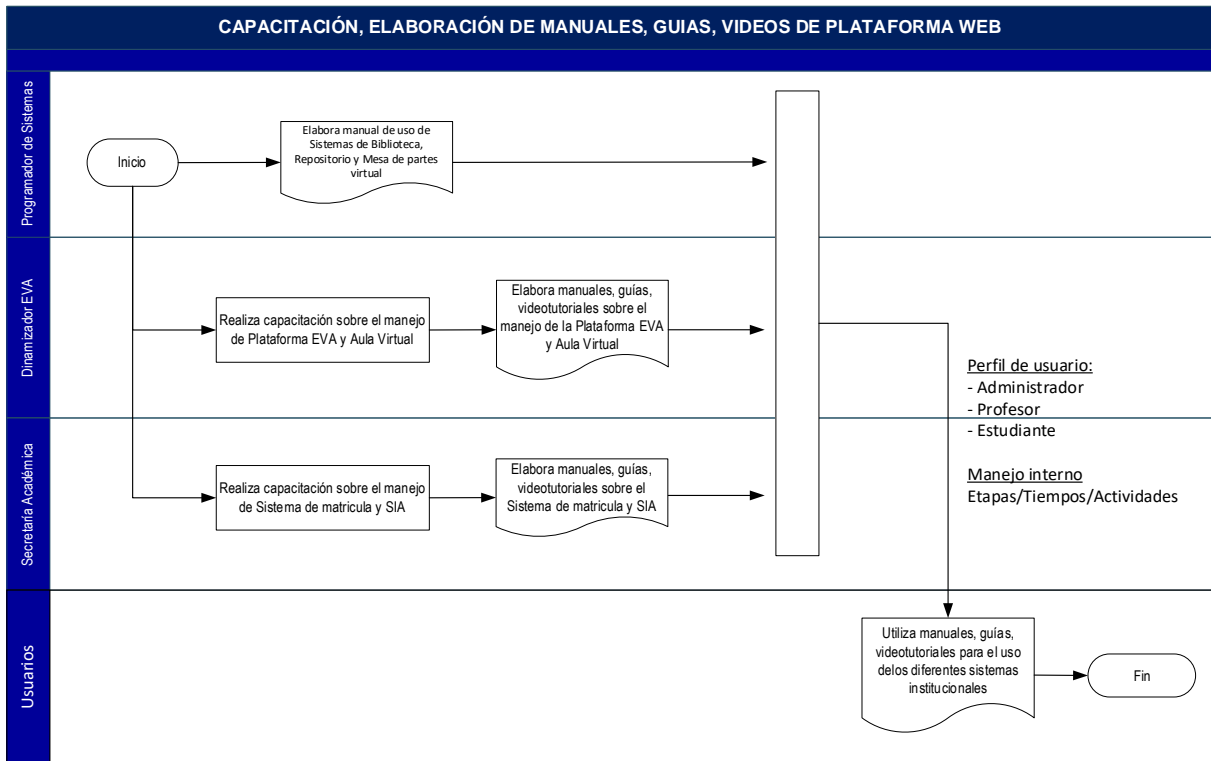 CAPACITACIÓN, ELABORACIÓN DE MANUALES, GUIAS, VIDEOS DE PLATAFORMA WEB
Programador de Sistemas
Inicio
Elabora manual de uso de
Sistemas de Biblioteca,
Repositorio y Mesa de partes
virtual
Dinamizador EVA
Realiza capacitación sobre el manejo
de Plataforma EVA y Aula Virtual
Elabora manuales, guías,
videotutoriales sobre el
manejo de la Plataforma EVA
y Aula Virtual
Perfil de usuario:
- Administrador
- Profesor
- Estudiante
Manejo interno
Etapas/Tiempos/Actividades
Secretaría Académica
Realiza capacitación sobre el manejo
de Sistema de matricula y SIA
Elabora manuales, guías,
videotutoriales sobre el
Sistema de matricula y SIA
Usuarios
Utiliza manuales, guías,
videotutoriales para el uso
delos diferentes sistemas
institucionales
Fin